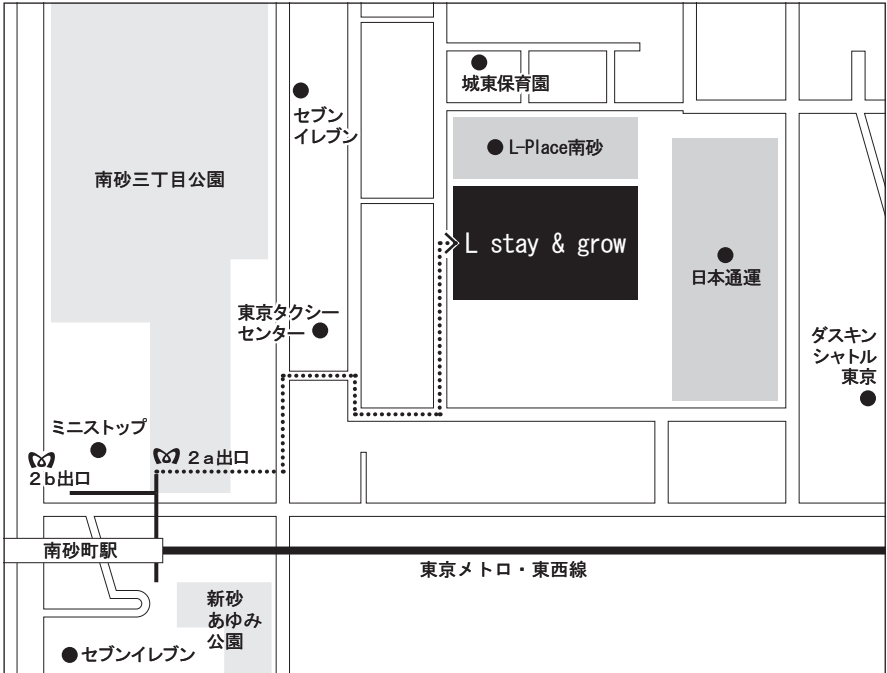 城東保育園
セブン
イレブン
L-Place南砂
南砂三丁目公園
L stay & grow
日本通運
東京タクシー
センター
ダスキン
シャトル
東京
ミニストップ
2a出口
2b出口
南砂町駅
東京メトロ・東西線
新砂
あゆみ
公園
セブンイレブン